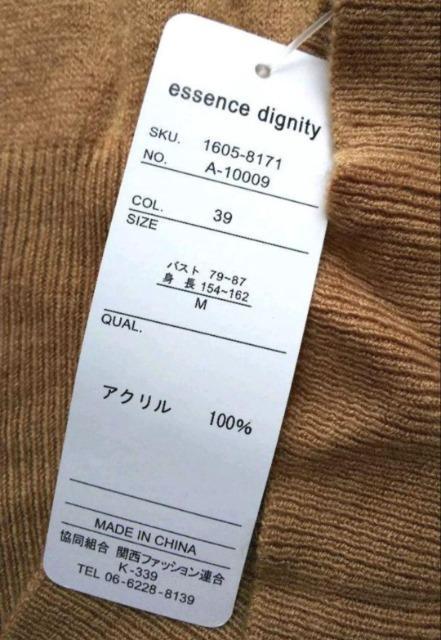 essence dignity
SKU. 1605-8171
NO. A-10009
COL. 39
SIZE
バスト 79~87
身 長 154~162
M
QUAL.
アクリル 100%
MADE IN CHINA
協同組合 関西ファッション連合
K-339
TEL 06-6228-8139